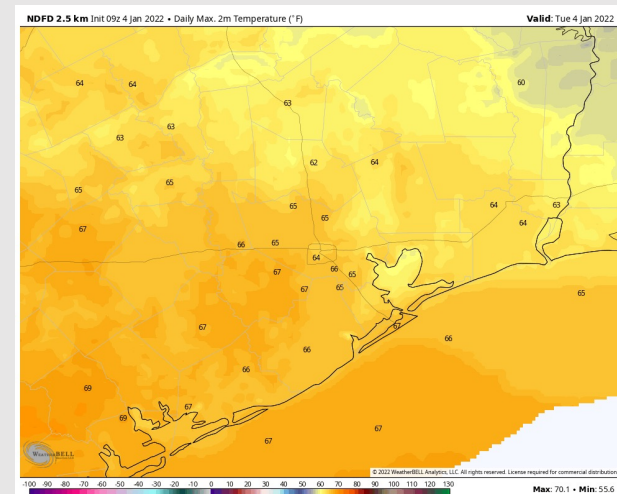 NDFD 2.5 km Init 09z 4 Jan 2022 • Daily Max. 2m Temperature (°F) Valid: Tue 4 Jan 2022
60
64 64
63
63
63
62 64
65 65
65 64 63
65 64
67
66 65
64
67 66 65
67 65 65
67 67
66
66
66
69
67
69
67
67
WeatherBELL
© 2022 WeatherBELL Analytics, LLC. All rights reserved. License required for commercial distribution
-100 -90 -80 -70 -60 -50 -40 -30 -20 -10 0 10 20 30 40 50 60 70 80 90 100 110 120 130
Max: 70.1 • Min: 55.6